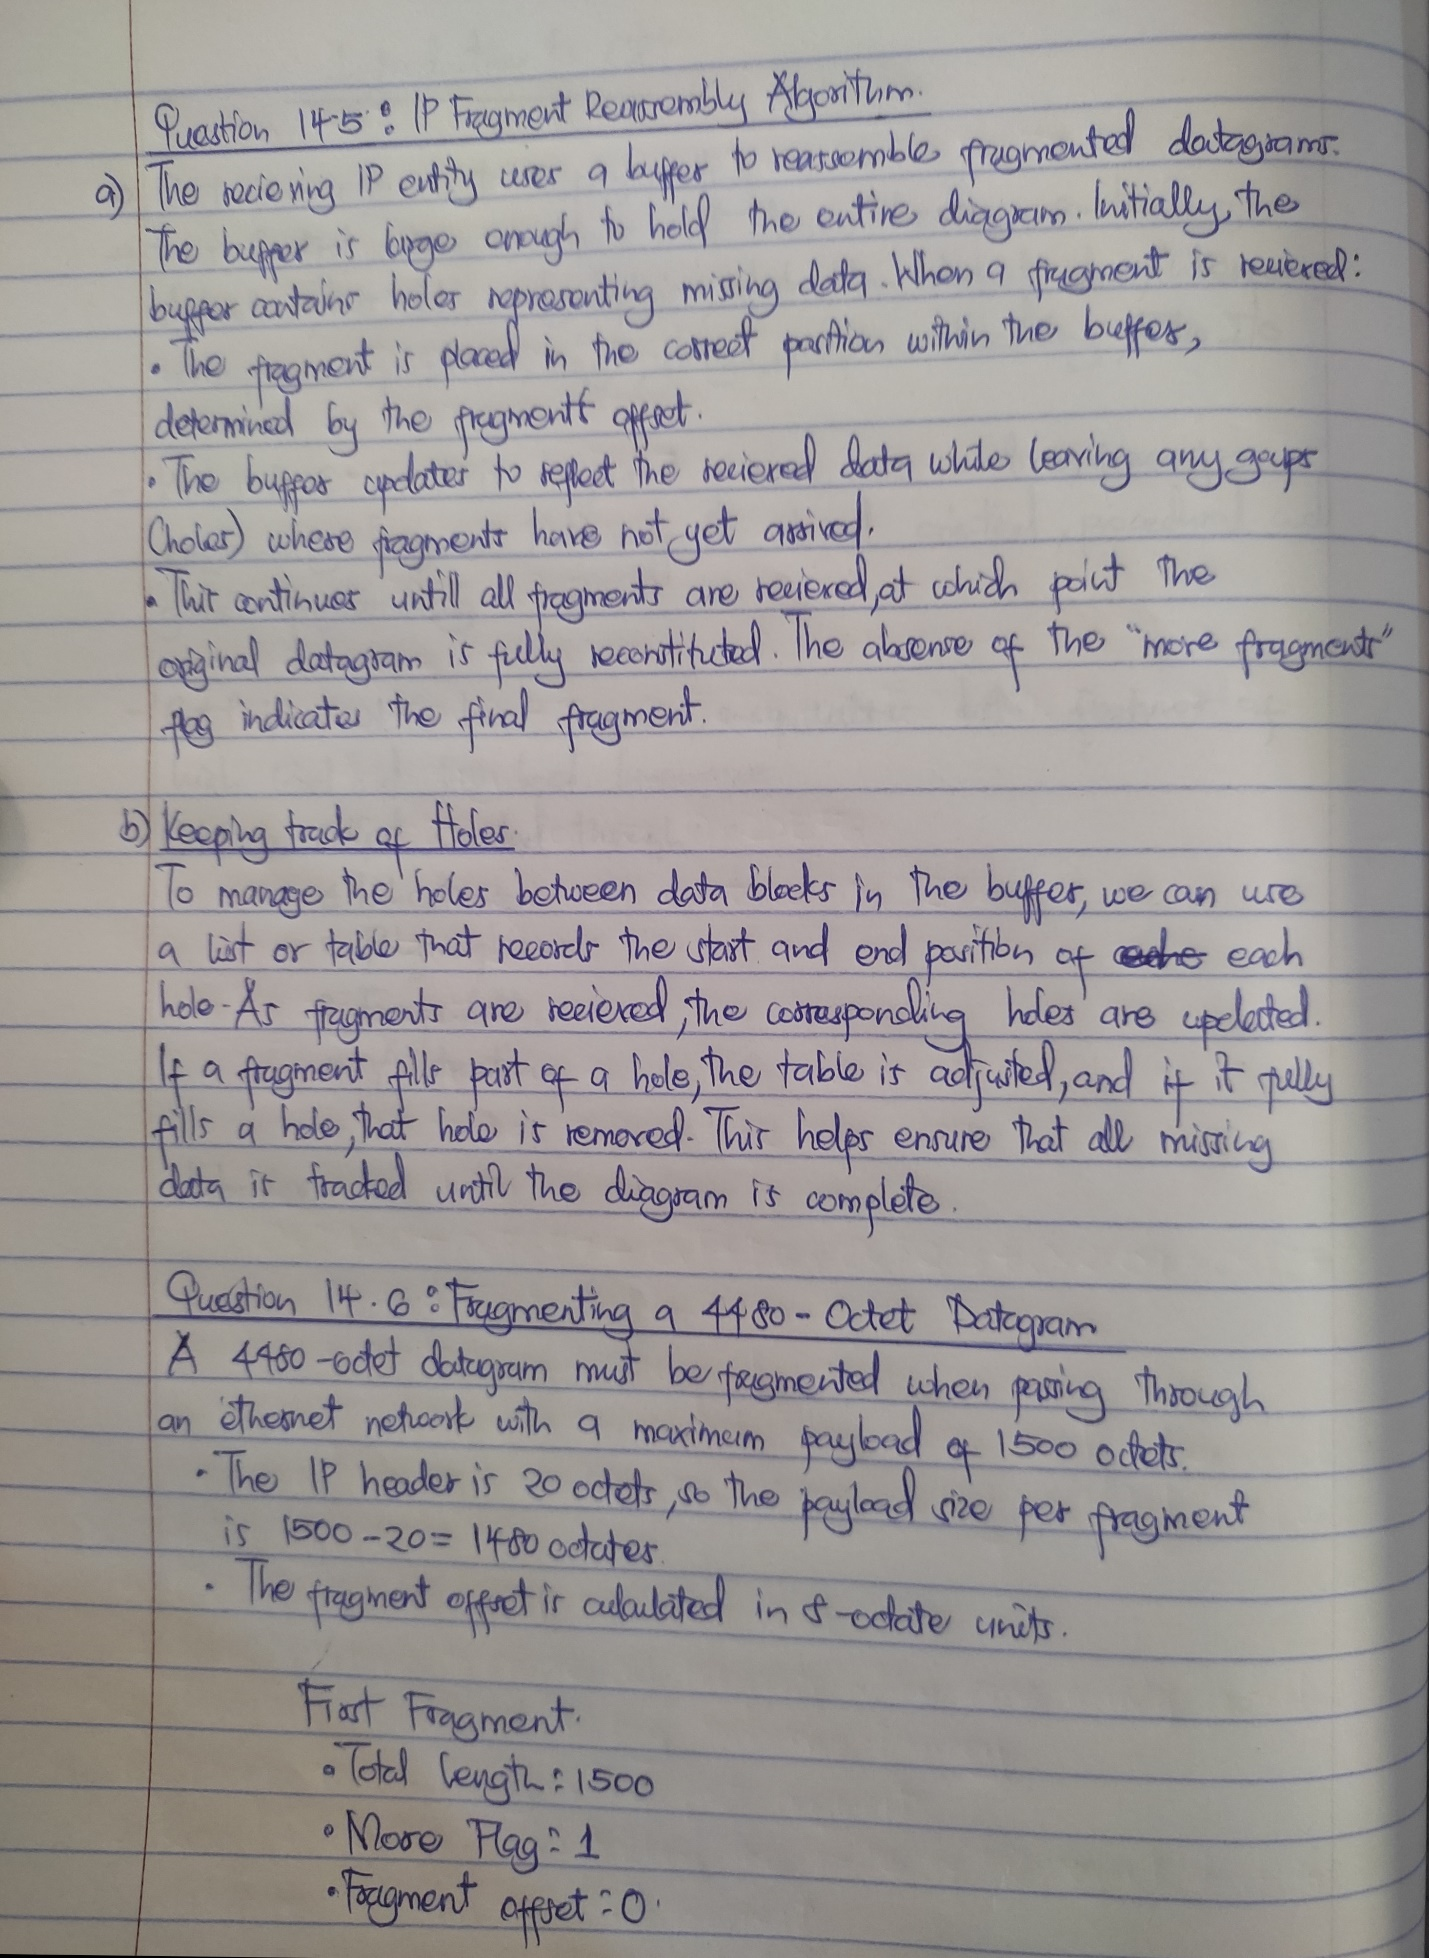 Question 14.5: IP Fragment Reassembly Algorithm.
a) The recieving IP entity uses a buffer to reassemble fragmented datagrams.
The buffer is large enough to hold the entire diagram. Initially, the
buffer contains holes representing missing data. When a fragment is recieved:
• The fragment is placed in the correct position within the buffer,
determined by the fragment's offset.
• The buffer updates to reflect the recieved data while leaving any gaps
(holes) where fragments have not yet arrived.
• This continues untill all fragments are recieved, at which point the
original datagram is fully reconstituted. The absense of the "more fragments"
flag indicates the final fragment.
b) Keeping track of Holes.
To manage the holes between data blocks in the buffer, we can use
a list or table that records the start and end position of each
hole. As fragments are recieved, the corresponding holes are updated.
If a fragment fills part of a hole, the table is adjusted, and if it fully
fills a hole, that hole is removed. This helps ensure that all missing
data is tracked until the diagram is complete.
Question 14.6: Fragmenting a 4480-Octet Datagram
A 4480-octet datagram must be fragmented when passing through
an ethernet network with a maximum payload of 1500 octets.
• The IP header is 20 octets, so the payload size per fragment
is 1500-20= 1480 octates.
• The fragment offset is calculated in 8-octate units.
First Fragment.
• Total Length: 1500
• More Flag: 1
• Fragment offset: 0.